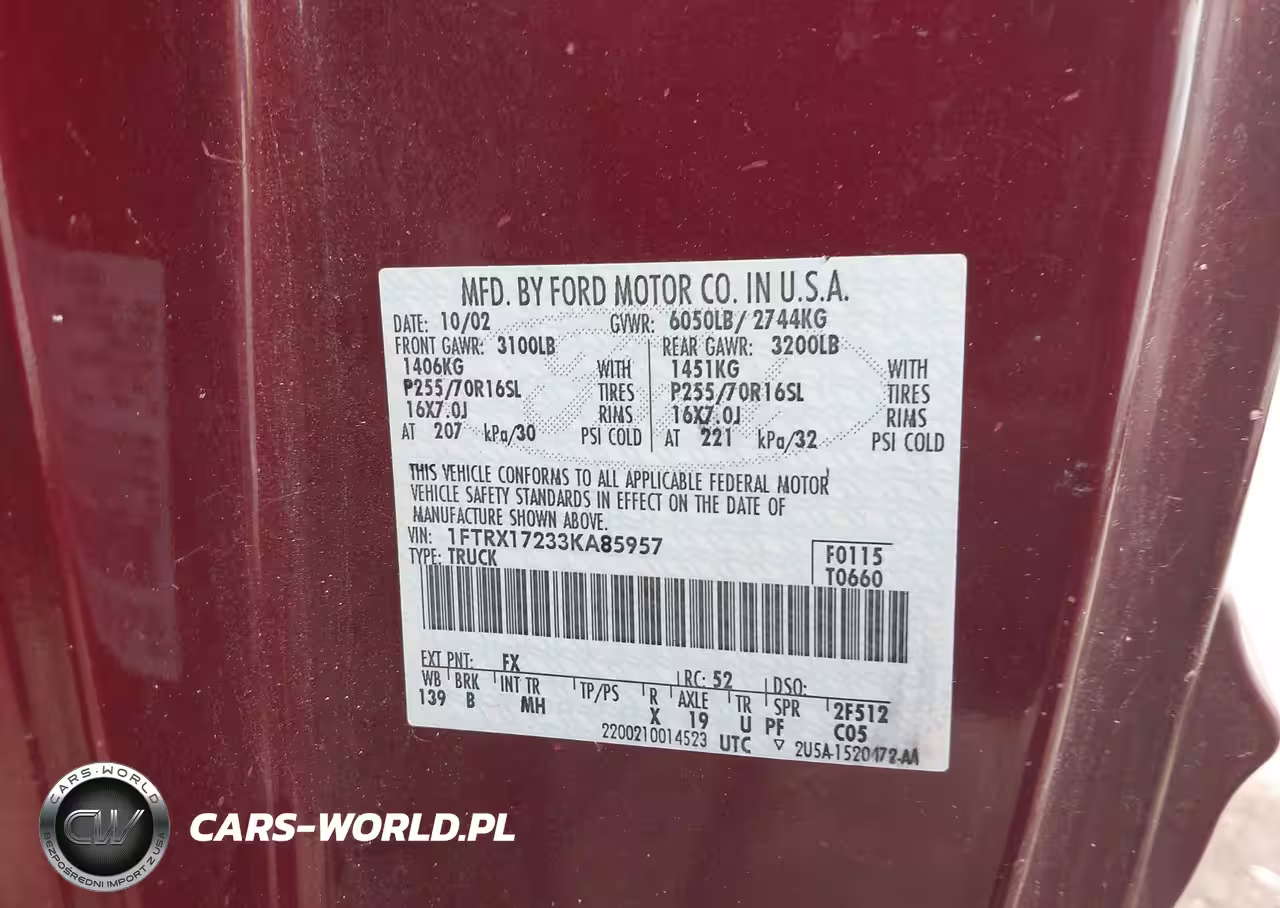 MFD. BY FORD MOTOR CO. IN U.S.A.
DATE: 10/02 GVWR: 6050LB/ 2744KG
FRONT GAWR: 3100LB REAR GAWR: 3200LB
1406KG WITH 1451KG WITH
P255/70R16SL TIRES P255/70R16SL TIRES
16X7.0J RIMS 16X7.0J RIMS
AT 207 kPa/30 PSI COLD AT 221 kPa/32 PSI COLD
THIS VEHICLE CONFORMS TO ALL APPLICABLE FEDERAL MOTOR
VEHICLE SAFETY STANDARDS IN EFFECT ON THE DATE OF
MANUFACTURE SHOWN ABOVE.
VIN: 1FTRX17233KA85957
TYPE: TRUCK
F0115
T0660
EXT PNT: FX RC: 52 DSO:
WB BRK INT TR TP/PS R AXLE TR SPR 2F512
139 B MH X 19 U PF C05
2200210014523 UTC ▽ 2U5A-1520472-AA
CARS-WORLD
CW
BEZPOŚREDNI IMPORT Z USA
CARS-WORLD.PL